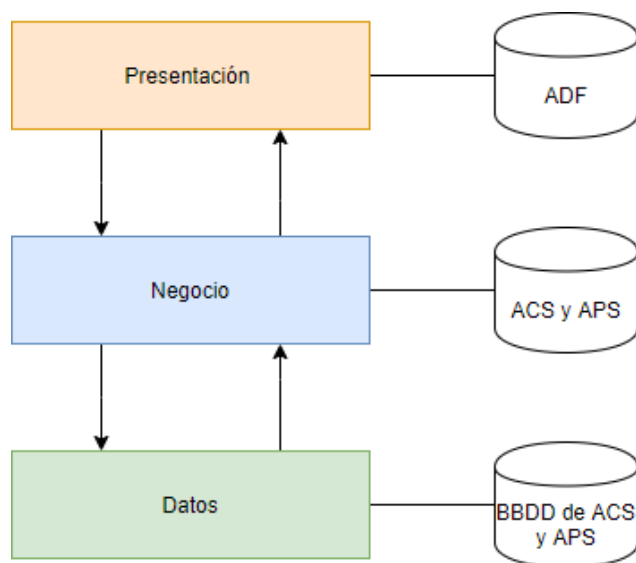 Presentación
ADF
Negocio
ACS y APS
Datos
BBDD de ACS
y APS